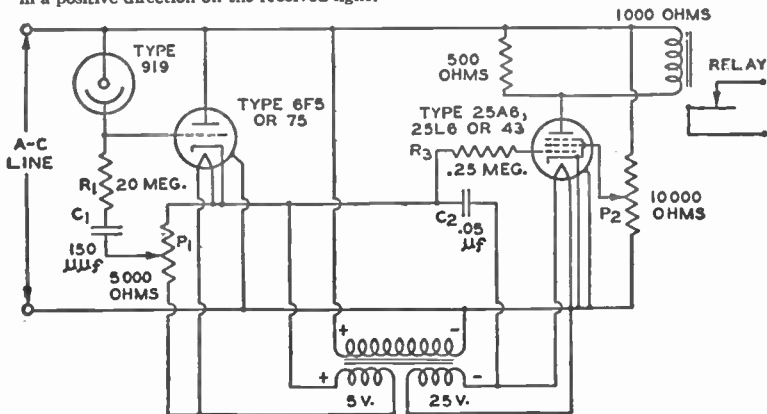 in a positive direction on the received light.
1000 OHMS
TYPE
919
500
OHMS
RELAY
TYPE 6F5
OR 75
TYPE 25A6,
25L6 OR 43
A-C
LINE
R1
20 MEG.
R3
.25 MEG.
C1
150
μμf
P1
5000
OHMS
C2
.05
μf
P2
10000
OHMS
+
-
+
-
5 V.
25 V.